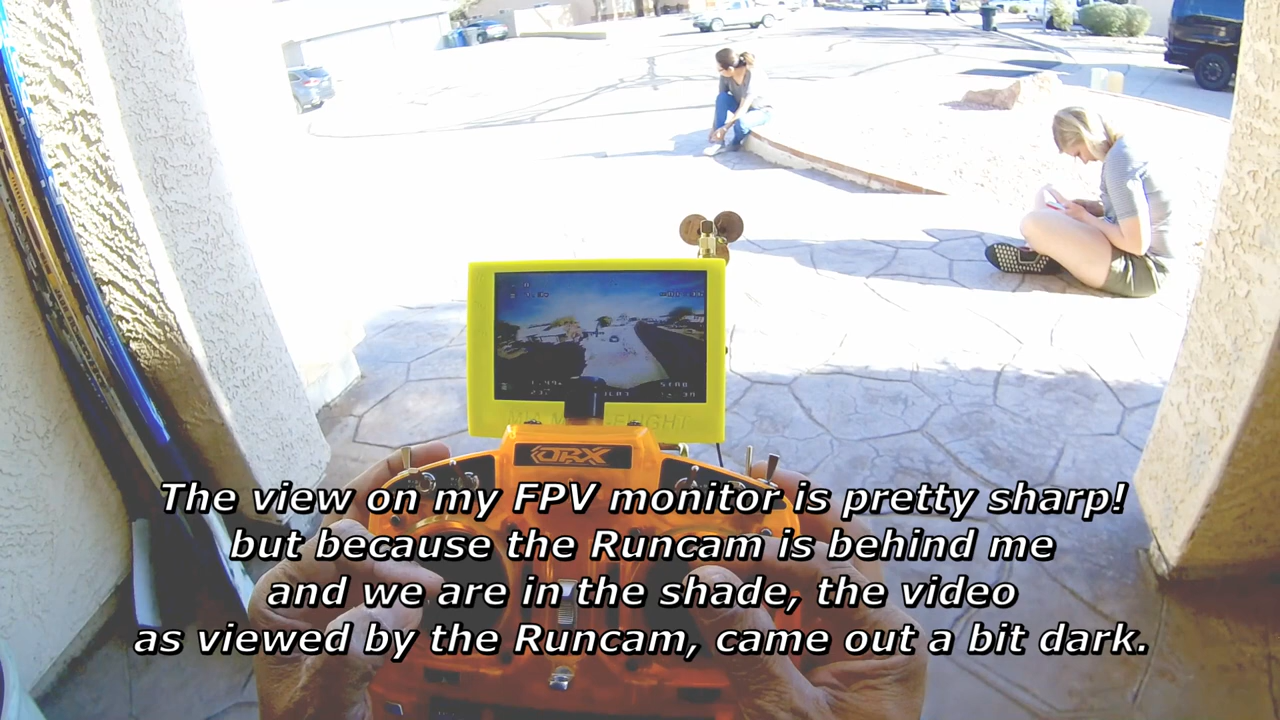 ORX
The view on my FPV monitor is pretty sharp!
but because the Runcam is behind me
and we are in the shade, the video
as viewed by the Runcam, came out a bit dark.